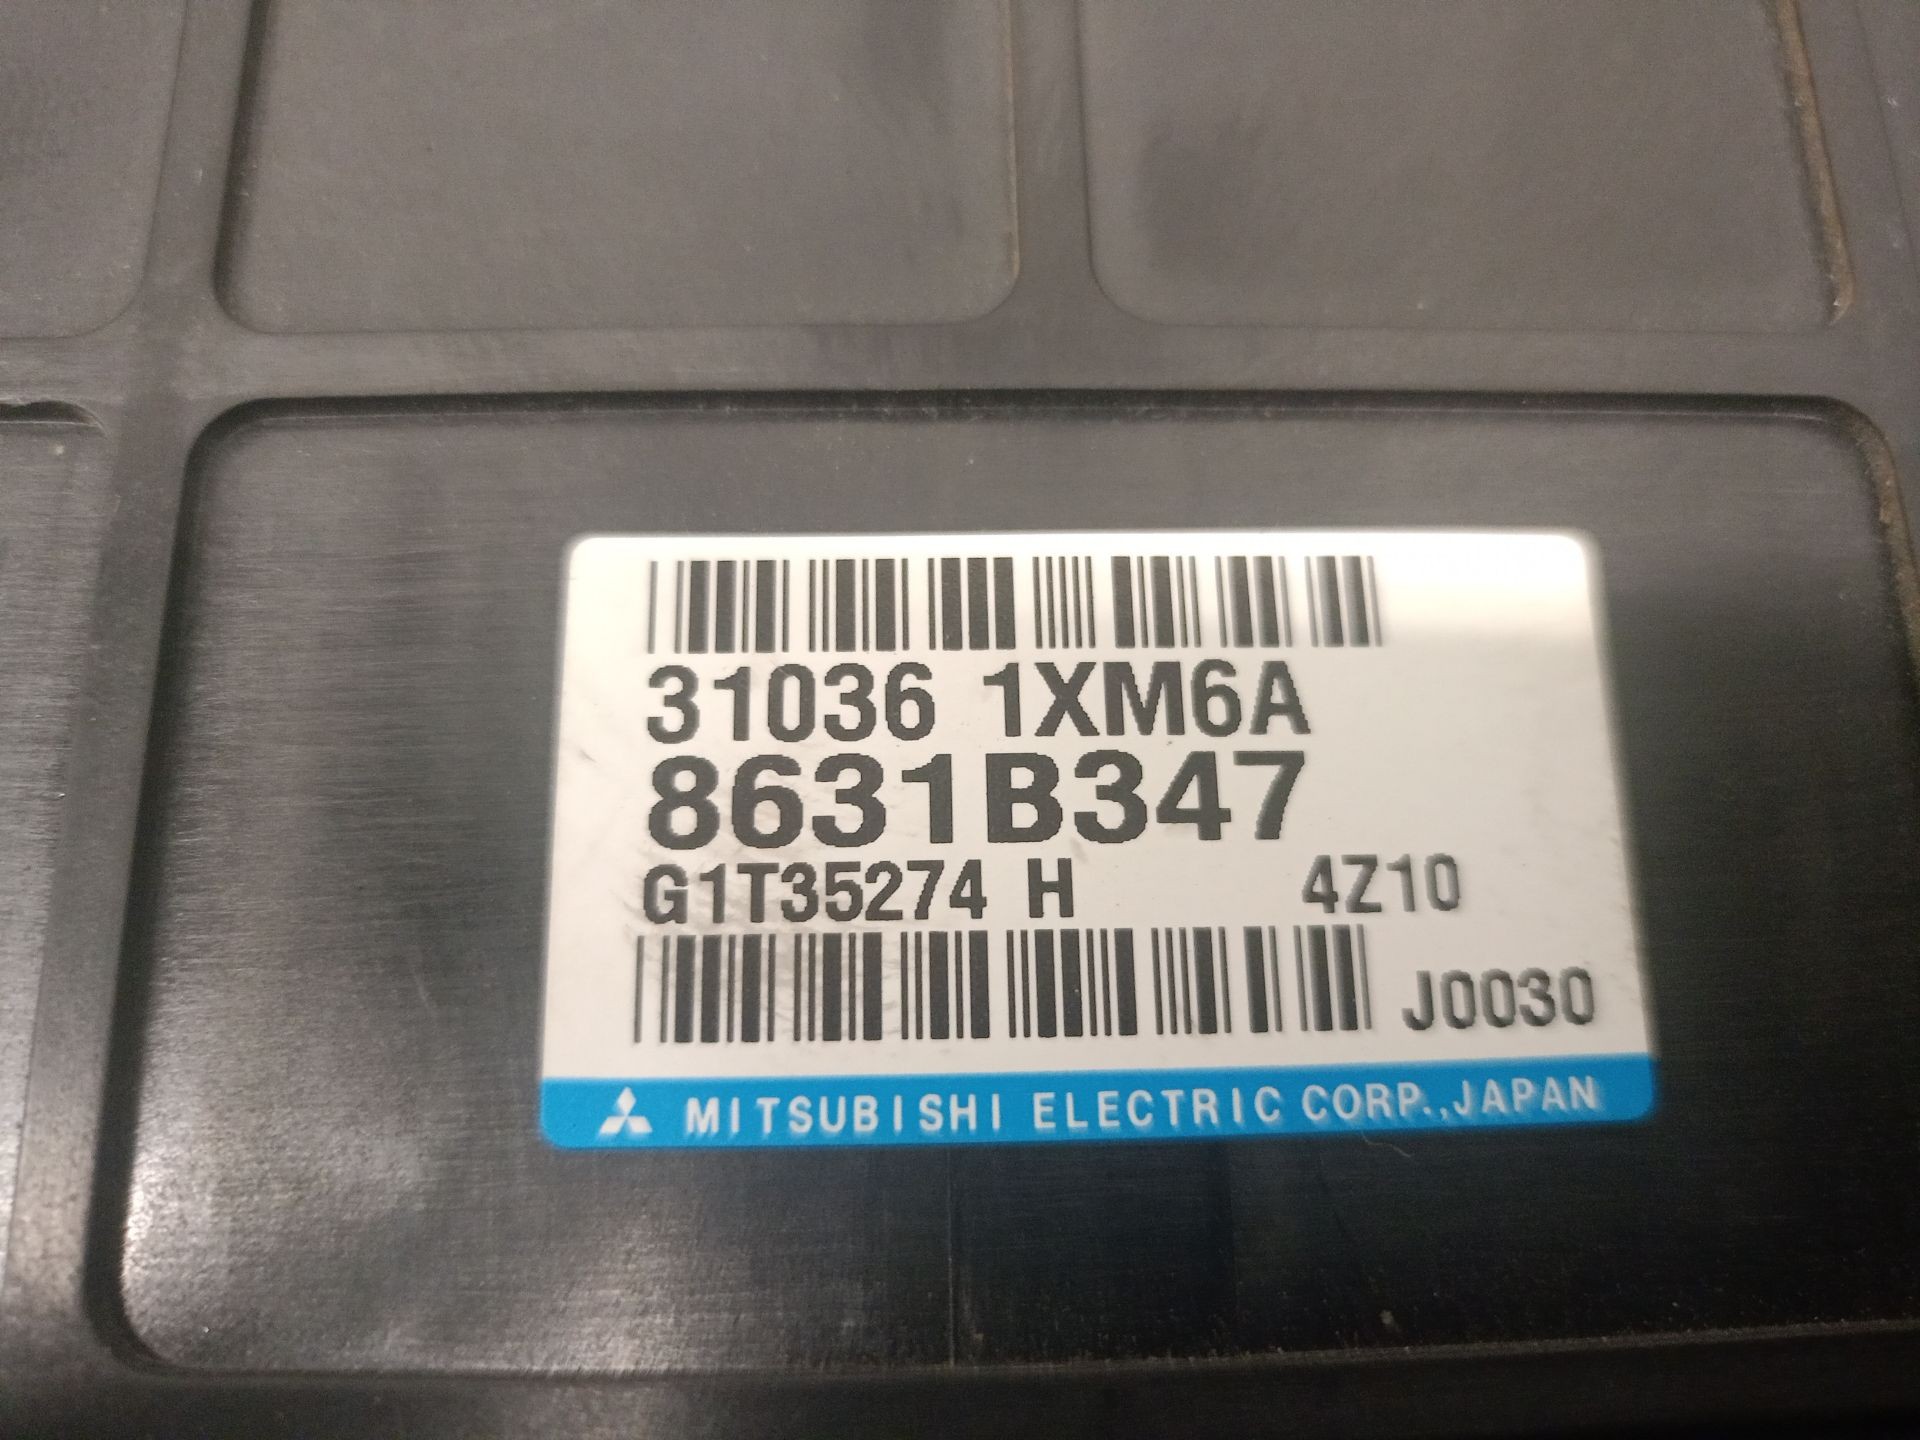 31036 1XM6A
8631B347
G1T35274 H 4Z10
J0030
MITSUBISHI ELECTRIC CORP.,JAPAN